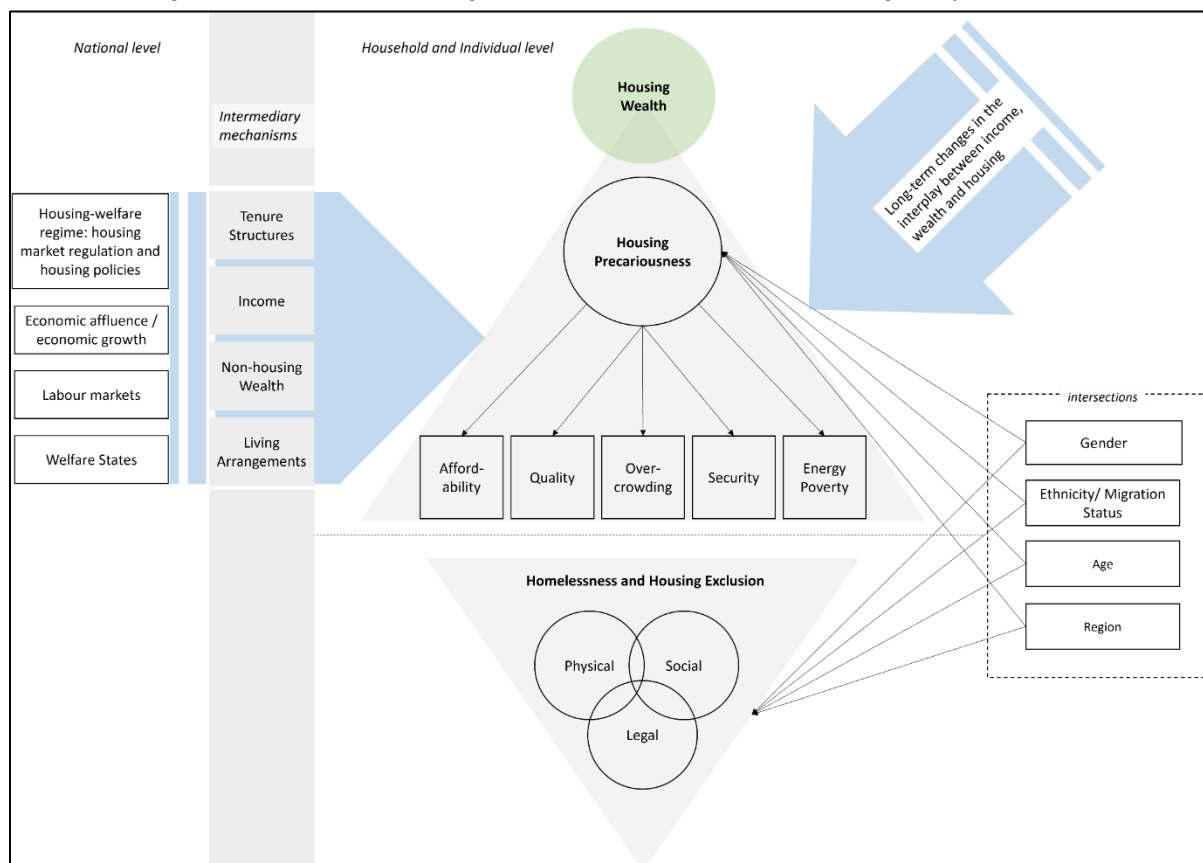 National level
Household and Individual level
Intermediary
mechanisms
Housing
Wealth
Long-term changes in the
interplay between income,
wealth and housing
Housing-welfare
regime: housing
market regulation and
housing policies
Economic affluence /
economic growth
Labour markets
Welfare States
Tenure
Structures
Income
Non-housing
Wealth
Living
Arrangements
Housing
Precariousness
Afford-
ability
Quality
Over-
crowding
Security
Energy
Poverty
intersections
Gender
Ethnicity/ Migration
Status
Age
Region
Homelessness and Housing Exclusion
Physical
Social
Legal